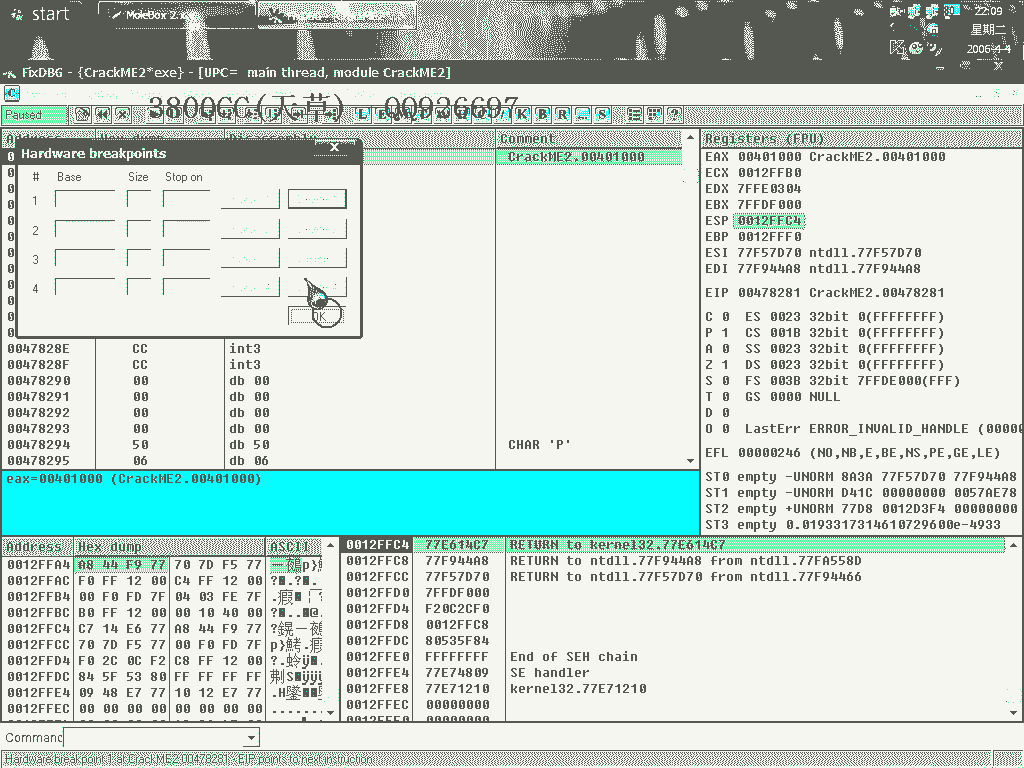 start
MoleBox 2.
22:09
星期二
2006-4-4
FixDBG - {CrackME2*exe} - [UPC= main thread, module CrackME2]
Paused
3800CC(天草) 00936697
L E K B R ... S
Comment
Registers (FPU)
Hardware breakpoints
# Base Size Stop on
1
2
3
4
OK
CrackME2.00401000
0047828E CC int3
0047828F CC int3
00478290 00 db 00
00478291 00 db 00
00478292 00 db 00
00478293 00 db 00
00478294 50 db 50 CHAR 'P'
00478295 06 db 06
EAX 00401000 CrackME2.00401000
ECX 0012FFB0
EDX 7FFE0304
EBX 7FFDF000
ESP 0012FFC4
EBP 0012FFF0
ESI 77F57D70 ntdll.77F57D70
EDI 77F944A8 ntdll.77F944A8
EIP 00478281 CrackME2.00478281
C 0 ES 0023 32bit 0(FFFFFFFF)
P 1 CS 001B 32bit 0(FFFFFFFF)
A 0 SS 0023 32bit 0(FFFFFFFF)
Z 1 DS 0023 32bit 0(FFFFFFFF)
S 0 FS 003B 32bit 7FFDE000(FFF)
T 0 GS 0000 NULL
D 0
O 0 LastErr ERROR_INVALID_HANDLE (00000
EFL 00000246 (NO,NB,E,BE,NS,PE,GE,LE)
ST0 empty -UNORM 8A3A 77F57D70 77F944A8
ST1 empty -UNORM D41C 00000000 0057AE78
ST2 empty +UNORM 77D8 0012D3F4 00000000
ST3 empty 0.0193317314610729600e-4933
eax=00401000 (CrackME2.00401000)
Address Hex dump ASCII
0012FFA4 A8 44 F9 77 70 7D F5 77
0012FFAC F0 FF 12 00 C4 FF 12 00
0012FFB4 00 F0 FD 7F 04 03 FE 7F
0012FFBC B0 FF 12 00 00 10 40 00
0012FFC4 C7 14 E6 77 A8 44 F9 77
0012FFCC 70 7D F5 77 00 F0 FD 7F
0012FFD4 F0 2C 0C F2 C8 FF 12 00
0012FFDC 84 5F 53 80 FF FF FF FF
0012FFE4 09 48 E7 77 10 12 E7 77
0012FFEC 00 00 00 00 00 00 00 00
0012FFC4 77E614C7 RETURN to kernel32.77E614C7
0012FFC8 77F944A8 RETURN to ntdll.77F944A8 from ntdll.77FA558D
0012FFCC 77F57D70 RETURN to ntdll.77F57D70 from ntdll.77F94466
0012FFD0 7FFDF000
0012FFD4 F20C2CF0
0012FFD8 0012FFC8
0012FFDC 80535F84
0012FFE0 FFFFFFFF End of SEH chain
0012FFE4 77E74809 SE handler
0012FFE8 77E71210 kernel32.77E71210
0012FFEC 00000000
0012FFF0 00000000
Command
Hardware breakpoint 1 at CrackME2.00478281 - EIP points to next instruction